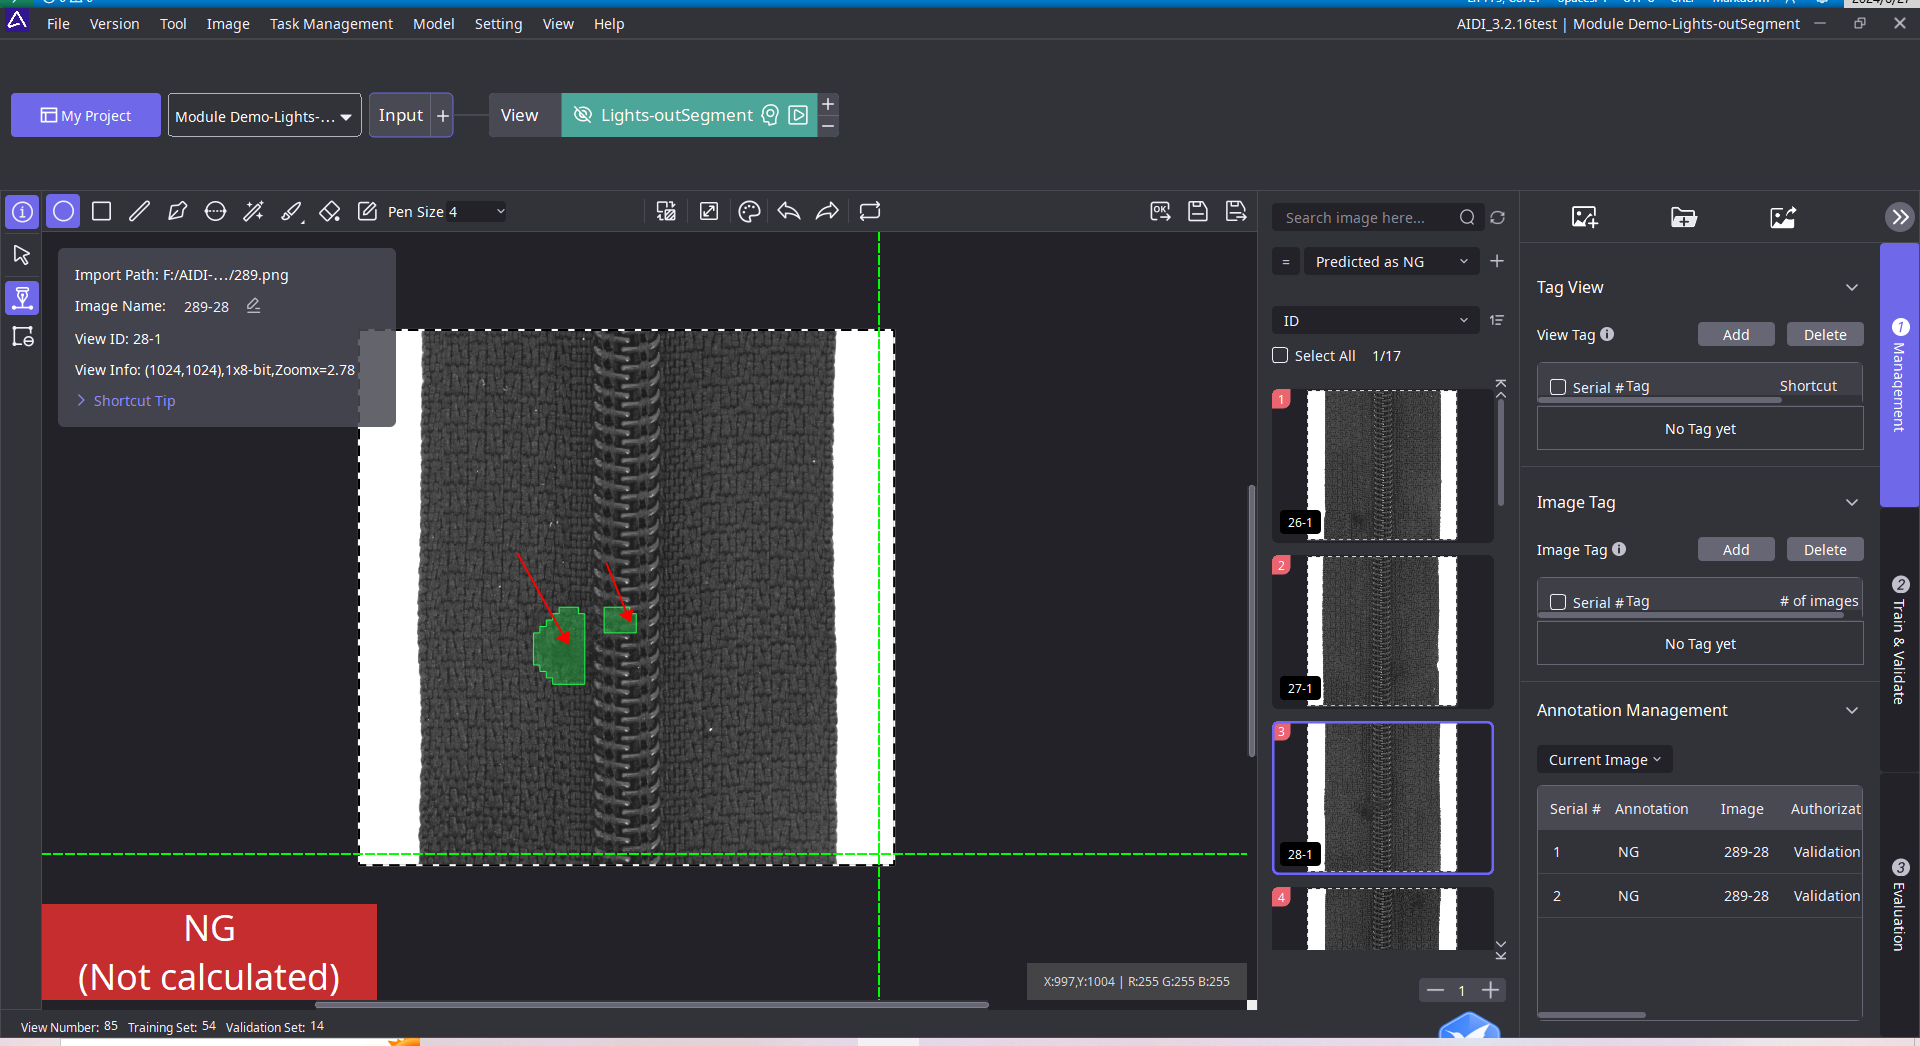 File Version Tool Image Task Management Model Setting View Help
AIDI_3.2.16test | Module Demo-Lights-outSegment
My Project
Module Demo-Lights-...
Input +
View
Lights-outSegment
+
−
Pen Size 4
OK
Import Path: F:/AIDI-.../289.png
Image Name: 289-28
View ID: 28-1
View Info: (1024,1024),1x8-bit,Zoomx=2.78
Shortcut Tip
NG
(Not calculated)
X:997,Y:1004 | R:255 G:255 B:255
View Number: 85 Training Set: 54 Validation Set: 14
Search image here...
= Predicted as NG +
ID
Select All 1/17
1
26-1
2
27-1
3
28-1
4
1
Tag View
View Tag Add Delete
Serial # Tag Shortcut
No Tag yet
Image Tag
Image Tag Add Delete
Serial # Tag # of images
No Tag yet
Annotation Management
Current Image
Serial # Annotation Image Authorizat
1 NG 289-28 Validation
2 NG 289-28 Validation
1 Management
2 Train & Validate
3 Evaluation